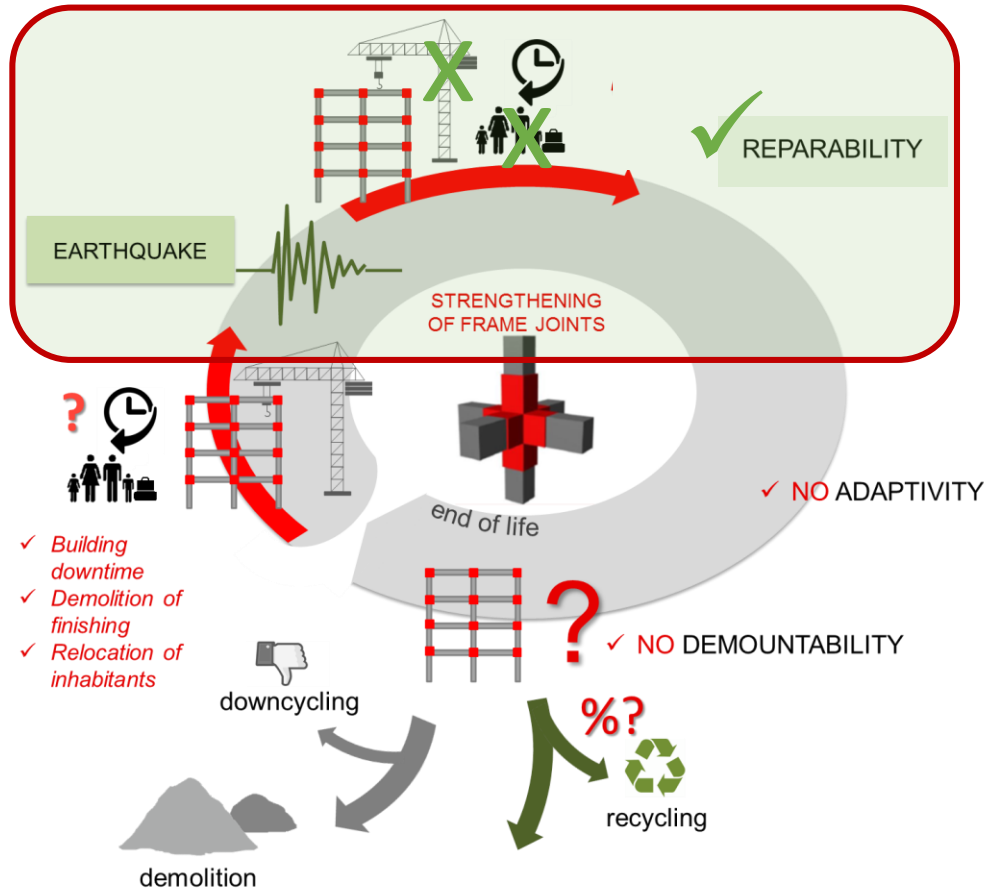 REPARABILITY
EARTHQUAKE
STRENGTHENING
OF FRAME JOINTS
?
end of life
✓ NO ADAPTIVITY
✓ Building
downtime
✓ Demolition of
finishing
✓ Relocation of
inhabitants
?
✓ NO DEMOUNTABILITY
downcycling
%?
recycling
demolition